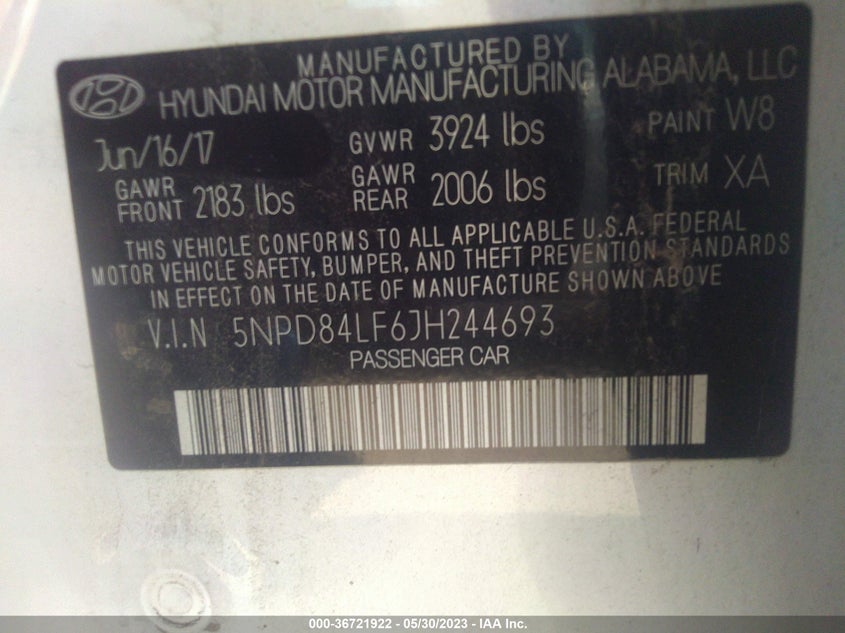 MANUFACTURED BY
HYUNDAI MOTOR MANUFACTURING ALABAMA, LLC
Jun/16/17 GVWR 3924 lbs PAINT W8
GAWR FRONT 2183 lbs GAWR REAR 2006 lbs TRIM XA
THIS VEHICLE CONFORMS TO ALL APPLICABLE U.S.A. FEDERAL
MOTOR VEHICLE SAFETY, BUMPER, AND THEFT PREVENTION STANDARDS
IN EFFECT ON THE DATE OF MANUFACTURE SHOWN ABOVE
V.I.N 5NPD84LF6JH244693
PASSENGER CAR
000-36721922 - 05/30/2023 - IAA Inc.